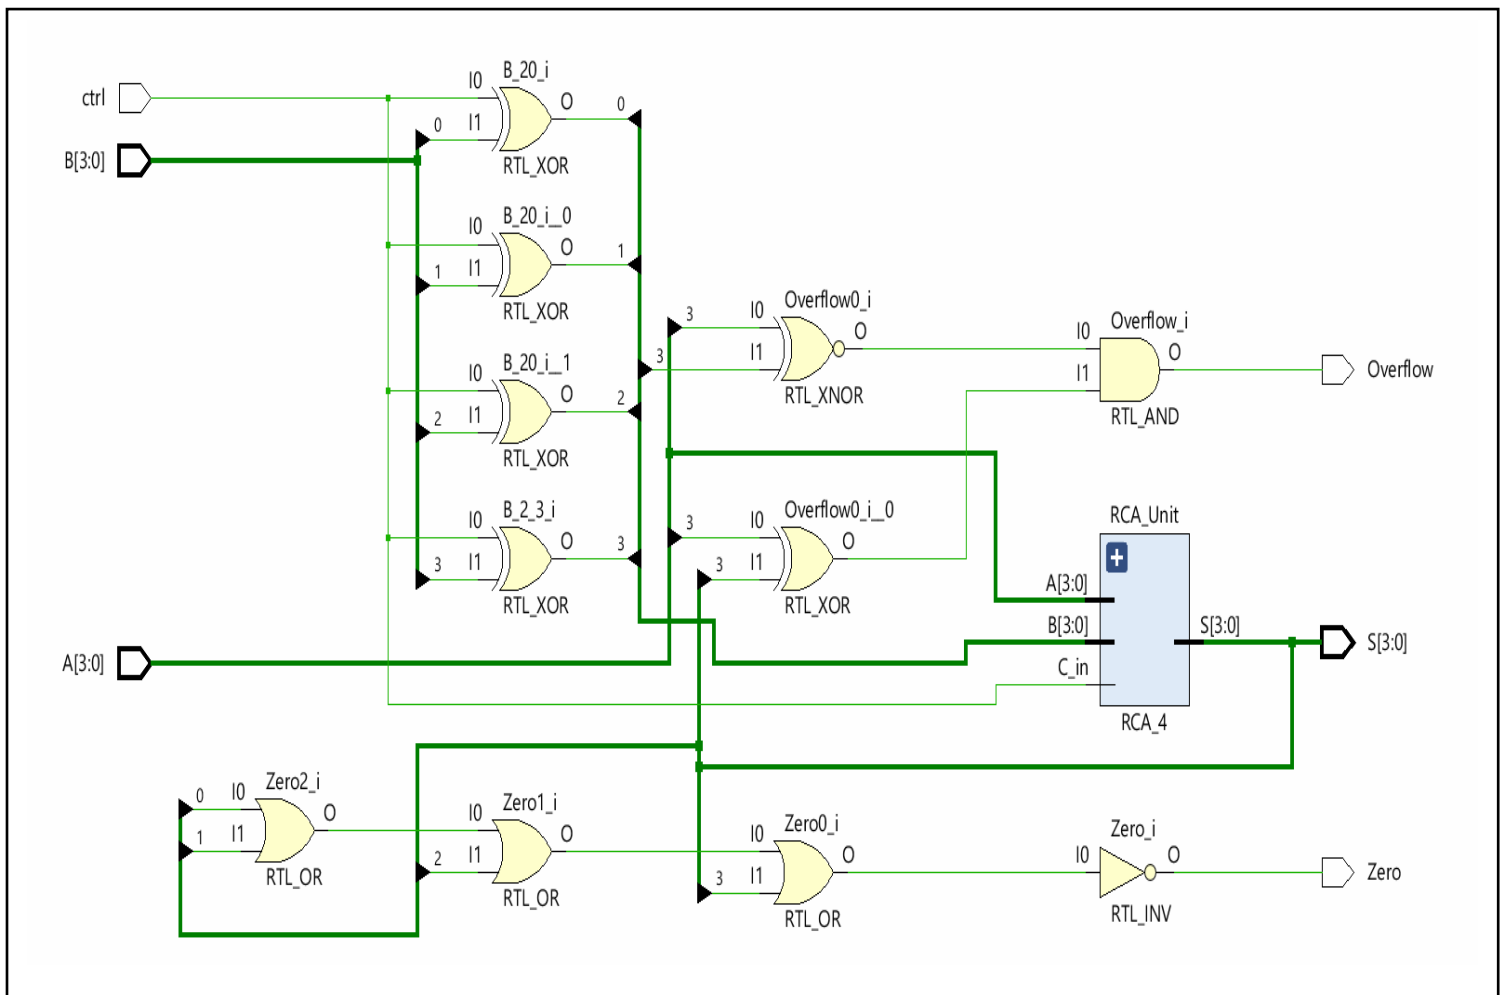 B_20_i
ctrl
I0
O
0
I1
0
B[3:0]
RTL_XOR
B_20_i__0
I0
O
1
I1
1
RTL_XOR
Overflow0_i
3
I0
O
Overflow_i
I0
O
I1
3
I1
Overflow
B_20_i__1
I0
O
2
I1
2
RTL_XNOR
RTL_AND
RTL_XOR
B_2_3_i
I0
O
3
I1
3
RTL_XOR
Overflow0_i__0
3
I0
O
3
I1
RTL_XOR
RCA_Unit
A[3:0]
B[3:0]
S[3:0]
C_in
RCA_4
S[3:0]
A[3:0]
Zero2_i
0
I0
O
1
I1
RTL_OR
Zero1_i
I0
O
2
I1
RTL_OR
Zero0_i
I0
O
3
I1
RTL_OR
Zero_i
I0
O
RTL_INV
Zero